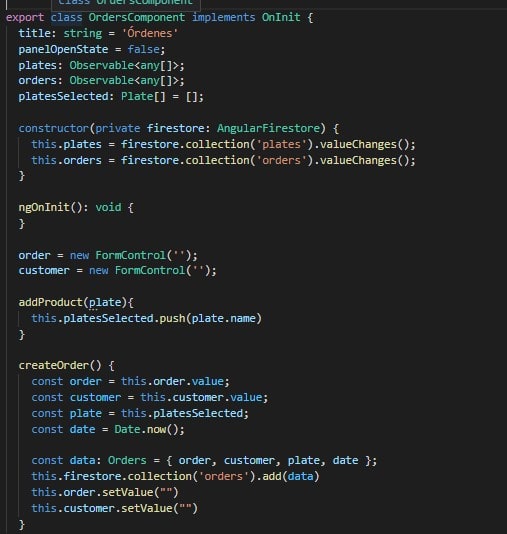 class OrdersComponent
export class OrdersComponent implements OnInit {
title: string = 'Órdenes'
panelOpenState = false;
plates: Observable<any[]>;
orders: Observable<any[]>;
platesSelected: Plate[] = [];
constructor(private firestore: AngularFirestore) {
this.plates = firestore.collection('plates').valueChanges();
this.orders = firestore.collection('orders').valueChanges();
}
ngOnInit(): void {
}
order = new FormControl('');
customer = new FormControl('');
addProduct(plate){
this.platesSelected.push(plate.name)
}
createOrder() {
const order = this.order.value;
const customer = this.customer.value;
const plate = this.platesSelected;
const date = Date.now();
const data: Orders = { order, customer, plate, date };
this.firestore.collection('orders').add(data)
this.order.setValue("")
this.customer.setValue("")
}